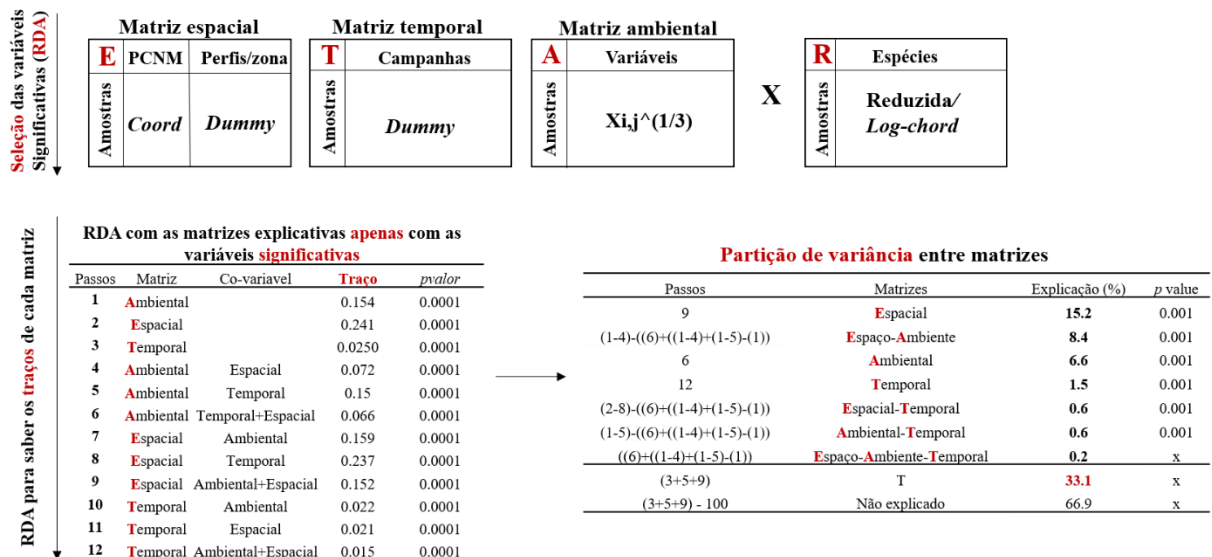 Seleção das variáveis
Significativas (RDA)
Matriz espacial
E PCNM Perfis/zona
Amostras
Coord Dummy
Matriz temporal
T Campanhas
Amostras
Dummy
Matriz ambiental
A Variáveis
Amostras
Xi,j^(1/3)
X
R Espécies
Amostras
Reduzida/
Log-chord
RDA para saber os traços de cada matriz
RDA com as matrizes explicativas apenas com as
variáveis significativas
Passos Matriz Co-variavel Traço pvalor
1 Ambiental 0.154 0.0001
2 Espacial 0.241 0.0001
3 Temporal 0.0250 0.0001
4 Ambiental Espacial 0.072 0.0001
5 Ambiental Temporal 0.15 0.0001
6 Ambiental Temporal+Espacial 0.066 0.0001
7 Espacial Ambiental 0.159 0.0001
8 Espacial Temporal 0.237 0.0001
9 Espacial Ambiental+Espacial 0.152 0.0001
10 Temporal Ambiental 0.022 0.0001
11 Temporal Espacial 0.021 0.0001
12 Temporal Ambiental+Espacial 0.015 0.0001
Partição de variância entre matrizes
Passos Matrizes Explicação (%) p value
9 Espacial 15.2 0.001
(1-4)-((6)+((1-4)+(1-5)-(1)) Espaço-Ambiente 8.4 0.001
6 Ambiental 6.6 0.001
12 Temporal 1.5 0.001
(2-8)-((6)+((1-4)+(1-5)-(1)) Espacial-Temporal 0.6 0.001
(1-5)-((6)+((1-4)+(1-5)-(1)) Ambiental-Temporal 0.6 0.001
((6)+((1-4)+(1-5)-(1)) Espaço-Ambiente-Temporal 0.2 x
(3+5+9) T 33.1 x
(3+5+9) - 100 Não explicado 66.9 x